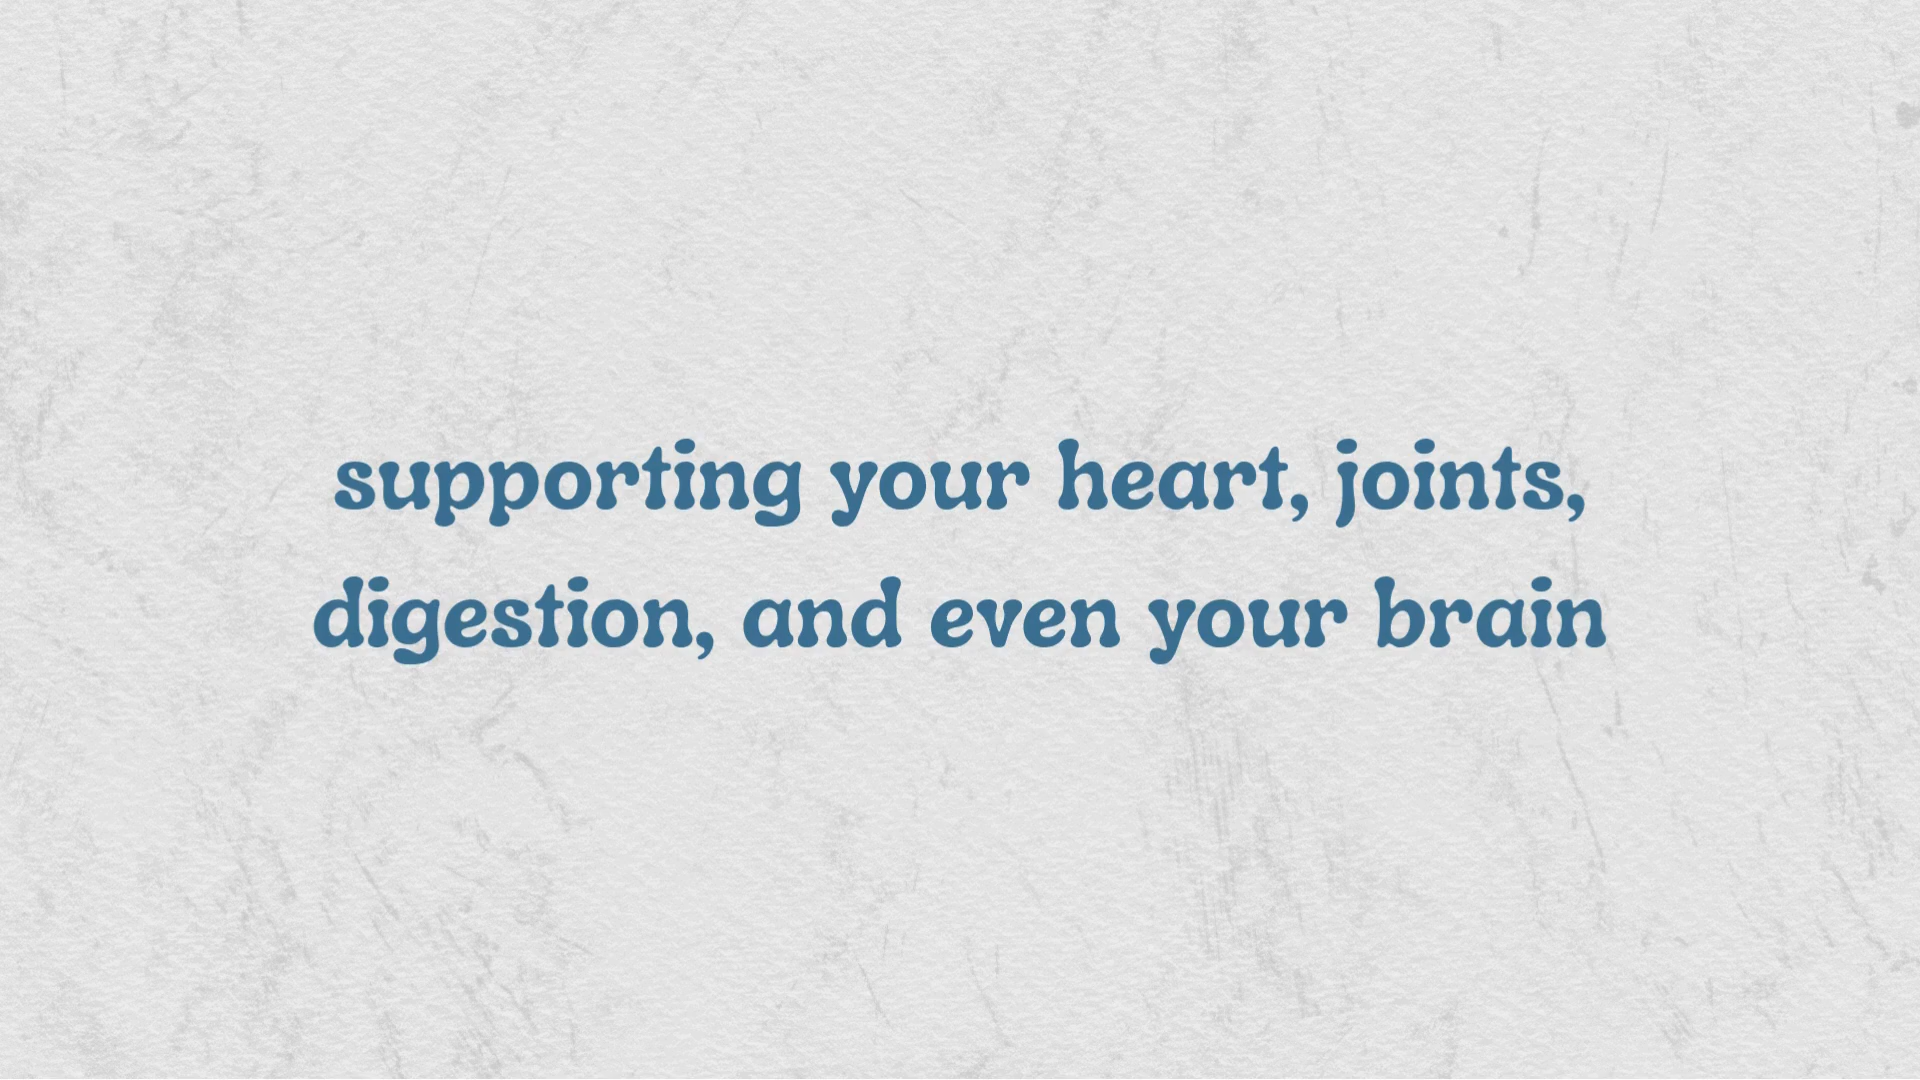 supporting your heart, joints,
digestion, and even your brain